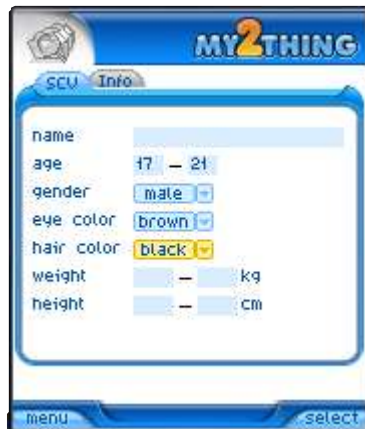 MY2THING
SCV Info
name
age 17 – 21
gender male
eye color brown
hair color black
weight – kg
height – cm
menu select